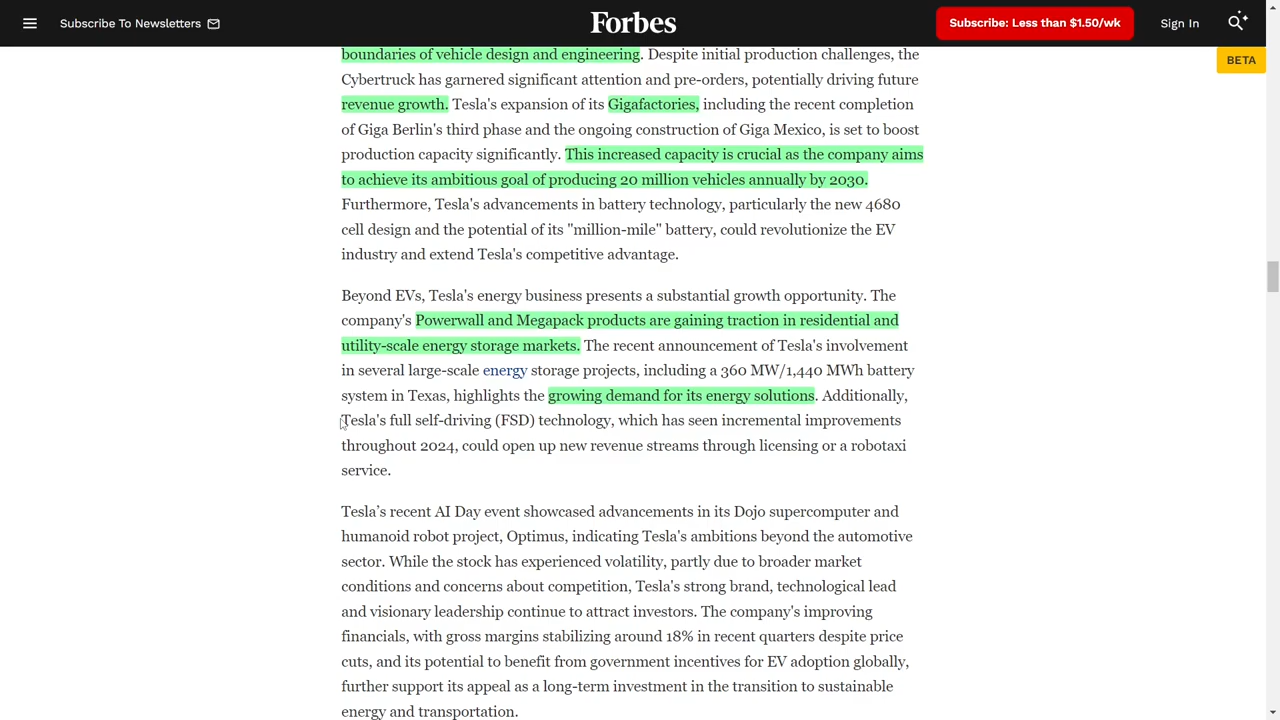 Subscribe To Newsletters
Forbes
Subscribe: Less than $1.50/wk
Sign In
BETA
boundaries of vehicle design and engineering. Despite initial production challenges, the
Cybertruck has garnered significant attention and pre-orders, potentially driving future
revenue growth. Tesla's expansion of its Gigafactories, including the recent completion
of Giga Berlin's third phase and the ongoing construction of Giga Mexico, is set to boost
production capacity significantly. This increased capacity is crucial as the company aims
to achieve its ambitious goal of producing 20 million vehicles annually by 2030.
Furthermore, Tesla's advancements in battery technology, particularly the new 4680
cell design and the potential of its "million-mile" battery, could revolutionize the EV
industry and extend Tesla's competitive advantage.
Beyond EVs, Tesla's energy business presents a substantial growth opportunity. The
company's Powerwall and Megapack products are gaining traction in residential and
utility-scale energy storage markets. The recent announcement of Tesla's involvement
in several large-scale energy storage projects, including a 360 MW/1,440 MWh battery
system in Texas, highlights the growing demand for its energy solutions. Additionally,
Tesla's full self-driving (FSD) technology, which has seen incremental improvements
throughout 2024, could open up new revenue streams through licensing or a robotaxi
service.
Tesla's recent AI Day event showcased advancements in its Dojo supercomputer and
humanoid robot project, Optimus, indicating Tesla's ambitions beyond the automotive
sector. While the stock has experienced volatility, partly due to broader market
conditions and concerns about competition, Tesla's strong brand, technological lead
and visionary leadership continue to attract investors. The company's improving
financials, with gross margins stabilizing around 18% in recent quarters despite price
cuts, and its potential to benefit from government incentives for EV adoption globally,
further support its appeal as a long-term investment in the transition to sustainable
energy and transportation.